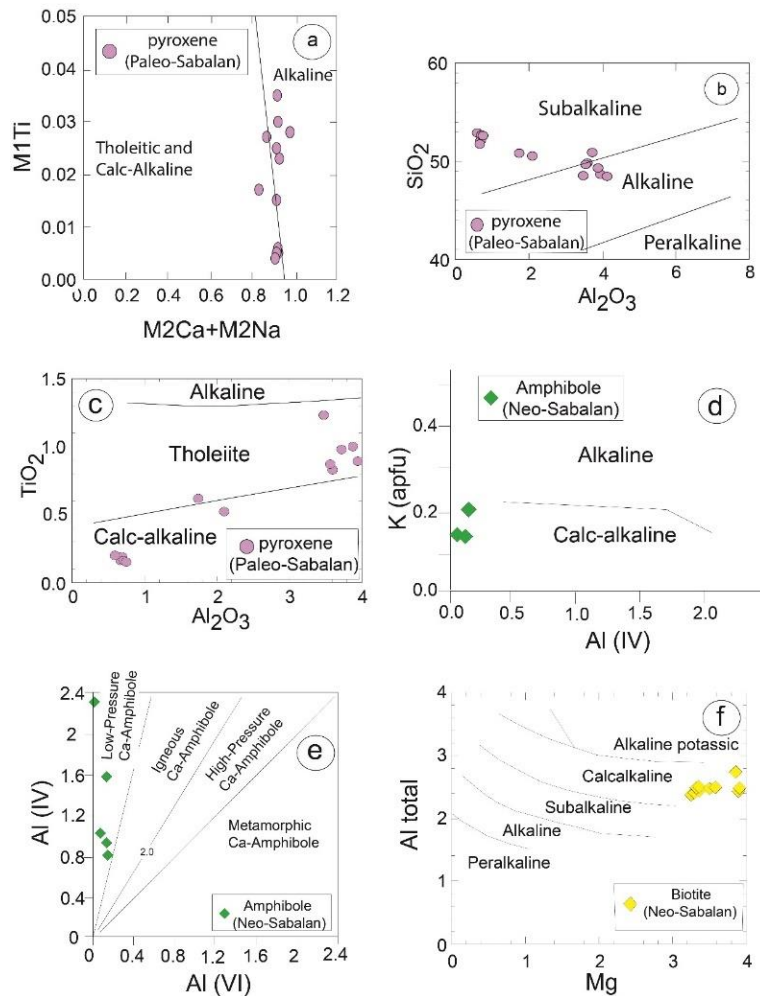 a
pyroxene
(Paleo-Sabalan)
Alkaline
Tholeitic and
Calc-Alkaline
M1Ti
0.05
0.04
0.03
0.02
0.01
0.00
0.0 0.2 0.4 0.6 0.8 1.0 1.2
M2Ca+M2Na
b
Subalkaline
Alkaline
Peralkaline
pyroxene
(Paleo-Sabalan)
SiO2
60
50
40
0 2 4 6 8
Al2O3
c
Alkaline
Tholeiite
Calc-alkaline
pyroxene
(Paleo-Sabalan)
TiO2
1.5
1.0
0.5
0.0
0 1 2 3 4
Al2O3
d
Amphibole
(Neo-Sabalan)
Alkaline
Calc-alkaline
K (apfu)
0.4
0.2
0.0
0.0 0.5 1.0 1.5 2.0
Al (IV)
e
Low-Pressure
Ca-Amphibole
Igneous
Ca-Amphibole
High-Pressure
Ca-Amphibole
Metamorphic
Ca-Amphibole
2.0
Amphibole
(Neo-Sabalan)
Al (IV)
2.4
2.0
1.6
1.2
0.8
0.4
0
0 0.4 0.8 1.2 1.6 2.0 2.4
Al (VI)
f
Alkaline potassic
Calcalkaline
Subalkaline
Alkaline
Peralkaline
Biotite
(Neo-Sabalan)
Al total
4
3
2
1
0
0 1 2 3 4
Mg